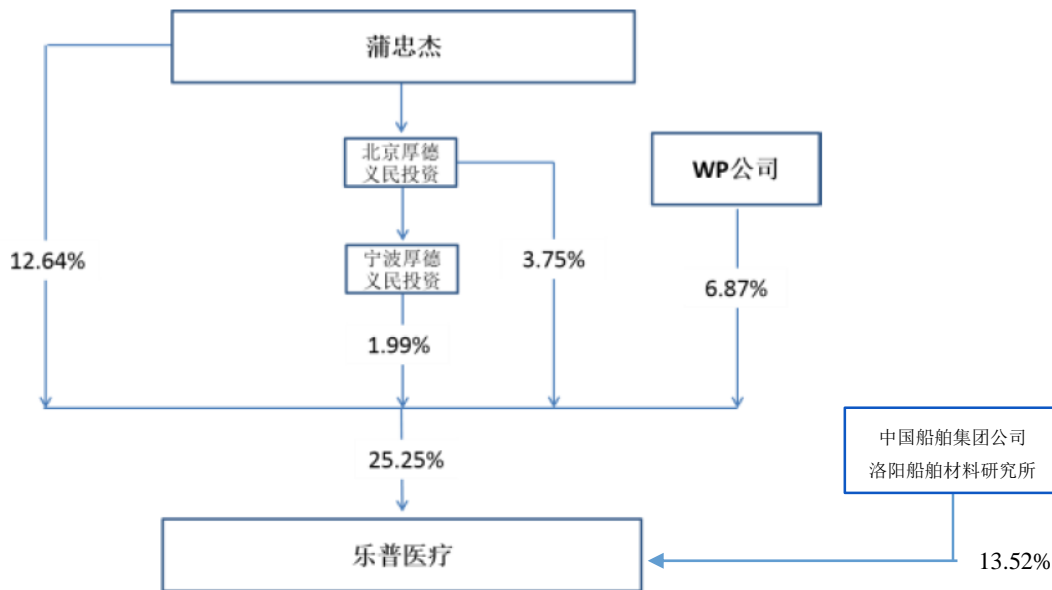 蒲忠杰
北京厚德
义民投资
WP公司
12.64%
宁波厚德
义民投资
3.75%
6.87%
1.99%
中国船舶集团公司
洛阳船舶材料研究所
25.25%
乐普医疗
13.52%